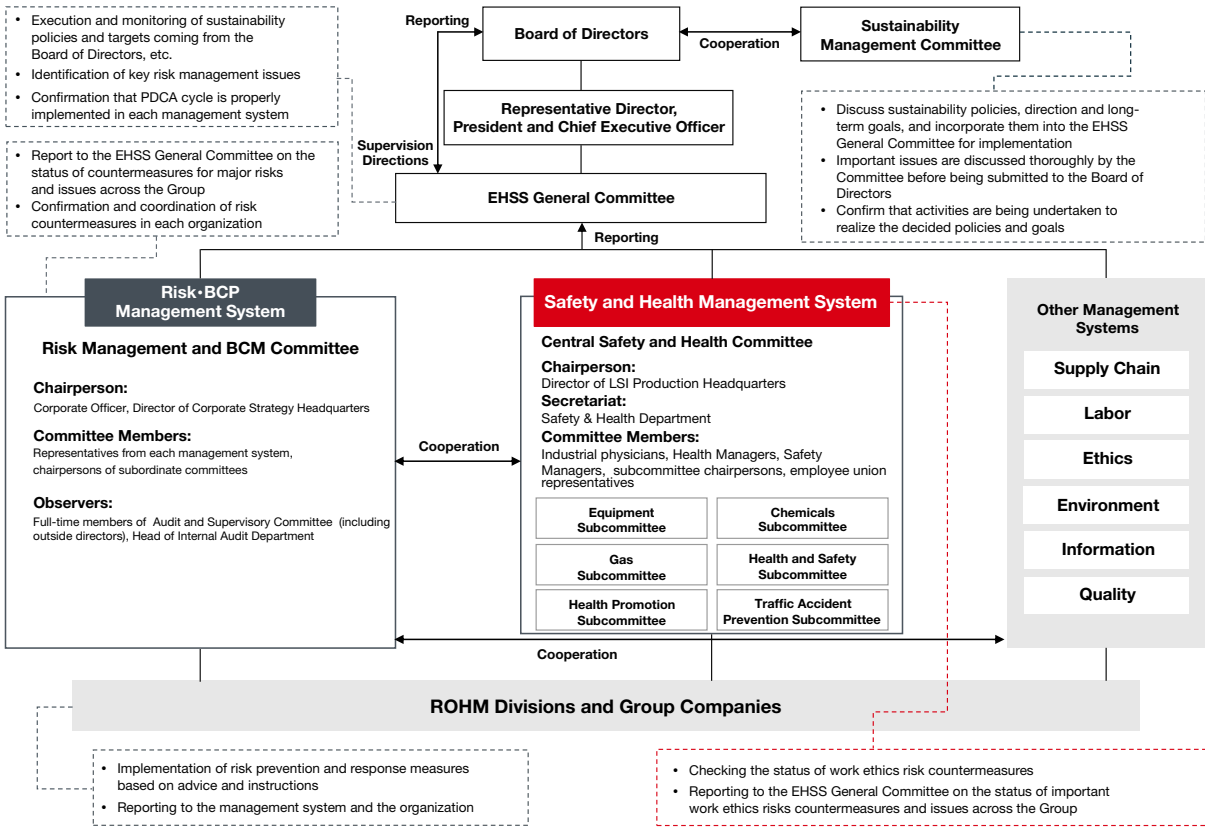 • Execution and monitoring of sustainability
policies and targets coming from the
Board of Directors, etc.
• Identification of key risk management issues
• Confirmation that PDCA cycle is properly
implemented in each management system
Reporting
Board of Directors
Cooperation
Sustainability
Management Committee
Representative Director,
President and Chief Executive Officer
Supervision
Directions
EHSS General Committee
Reporting
• Discuss sustainability policies, direction and long-
term goals, and incorporate them into the EHSS
General Committee for implementation
• Important issues are discussed thoroughly by the
Committee before being submitted to the Board of
Directors
• Confirm that activities are being undertaken to
realize the decided policies and goals
• Report to the EHSS General Committee on the
status of countermeasures for major risks
and issues across the Group
• Confirmation and coordination of risk
countermeasures in each organization
Risk•BCP
Management System
Risk Management and BCM Committee
Chairperson:
Corporate Officer, Director of Corporate Strategy Headquarters
Committee Members:
Representatives from each management system,
chairpersons of subordinate committees
Observers:
Full-time members of Audit and Supervisory Committee (including
outside directors), Head of Internal Audit Department
Cooperation
Safety and Health Management System
Central Safety and Health Committee
Chairperson:
Director of LSI Production Headquarters
Secretariat:
Safety & Health Department
Committee Members:
Industrial physicians, Health Managers, Safety
Managers, subcommittee chairpersons, employee union
representatives
Equipment
Subcommittee
Chemicals
Subcommittee
Gas
Subcommittee
Health and Safety
Subcommittee
Health Promotion
Subcommittee
Traffic Accident
Prevention Subcommittee
Other Management
Systems
Supply Chain
Labor
Ethics
Environment
Information
Quality
Cooperation
ROHM Divisions and Group Companies
• Implementation of risk prevention and response measures
based on advice and instructions
• Reporting to the management system and the organization
• Checking the status of work ethics risk countermeasures
• Reporting to the EHSS General Committee on the status of important
work ethics risks countermeasures and issues across the Group